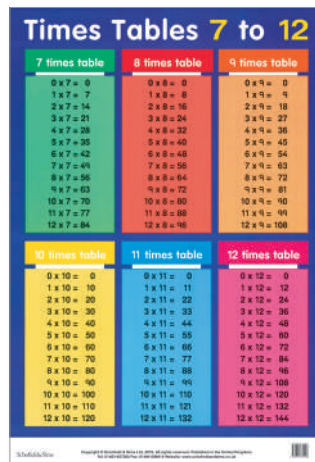 Times Tables 7 to 12
7 times table
0 x 7 = 0
1 x 7 = 7
2 x 7 = 14
3 x 7 = 21
4 x 7 = 28
5 x 7 = 35
6 x 7 = 42
7 x 7 = 49
8 x 7 = 56
9 x 7 = 63
10 x 7 = 70
11 x 7 = 77
12 x 7 = 84
8 times table
0 x 8 = 0
1 x 8 = 8
2 x 8 = 16
3 x 8 = 24
4 x 8 = 32
5 x 8 = 40
6 x 8 = 48
7 x 8 = 56
8 x 8 = 64
9 x 8 = 72
10 x 8 = 80
11 x 8 = 88
12 x 8 = 96
9 times table
0 x 9 = 0
1 x 9 = 9
2 x 9 = 18
3 x 9 = 27
4 x 9 = 36
5 x 9 = 45
6 x 9 = 54
7 x 9 = 63
8 x 9 = 72
9 x 9 = 81
10 x 9 = 90
11 x 9 = 99
12 x 9 = 108
10 times table
0 x 10 = 0
1 x 10 = 10
2 x 10 = 20
3 x 10 = 30
4 x 10 = 40
5 x 10 = 50
6 x 10 = 60
7 x 10 = 70
8 x 10 = 80
9 x 10 = 90
10 x 10 = 100
11 x 10 = 110
12 x 10 = 120
11 times table
0 x 11 = 0
1 x 11 = 11
2 x 11 = 22
3 x 11 = 33
4 x 11 = 44
5 x 11 = 55
6 x 11 = 66
7 x 11 = 77
8 x 11 = 88
9 x 11 = 99
10 x 11 = 110
11 x 11 = 121
12 x 11 = 132
12 times table
0 x 12 = 0
1 x 12 = 12
2 x 12 = 24
3 x 12 = 36
4 x 12 = 48
5 x 12 = 60
6 x 12 = 72
7 x 12 = 84
8 x 12 = 96
9 x 12 = 108
10 x 12 = 120
11 x 12 = 132
12 x 12 = 144